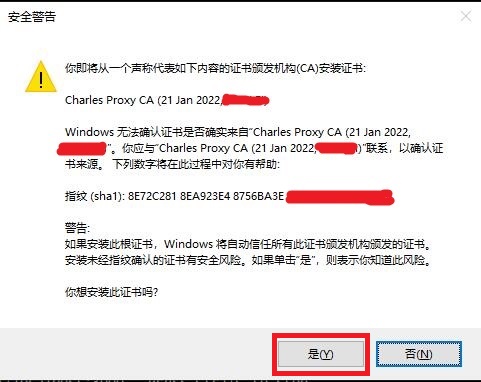 安全警告
你即将从一个声称代表如下内容的证书颁发机构(CA)安装证书:
Charles Proxy CA (21 Jan 2022,
Windows 无法确认证书是否确实来自"Charles Proxy CA (21 Jan 2022,
"。你应与"Charles Proxy CA (21 Jan 2022, )"联系，以确认证
书来源。 下列数字将在此过程中对你有帮助:
指纹 (sha1): 8E72C281 8EA923E4 8756BA3E
警告:
如果安装此根证书，Windows 将自动信任所有此证书颁发机构颁发的证书。
安装未经指纹确认的证书有安全风险。如果单击"是"，则表示你知道此风险。
你想安装此证书吗?
是(Y)
否(N)